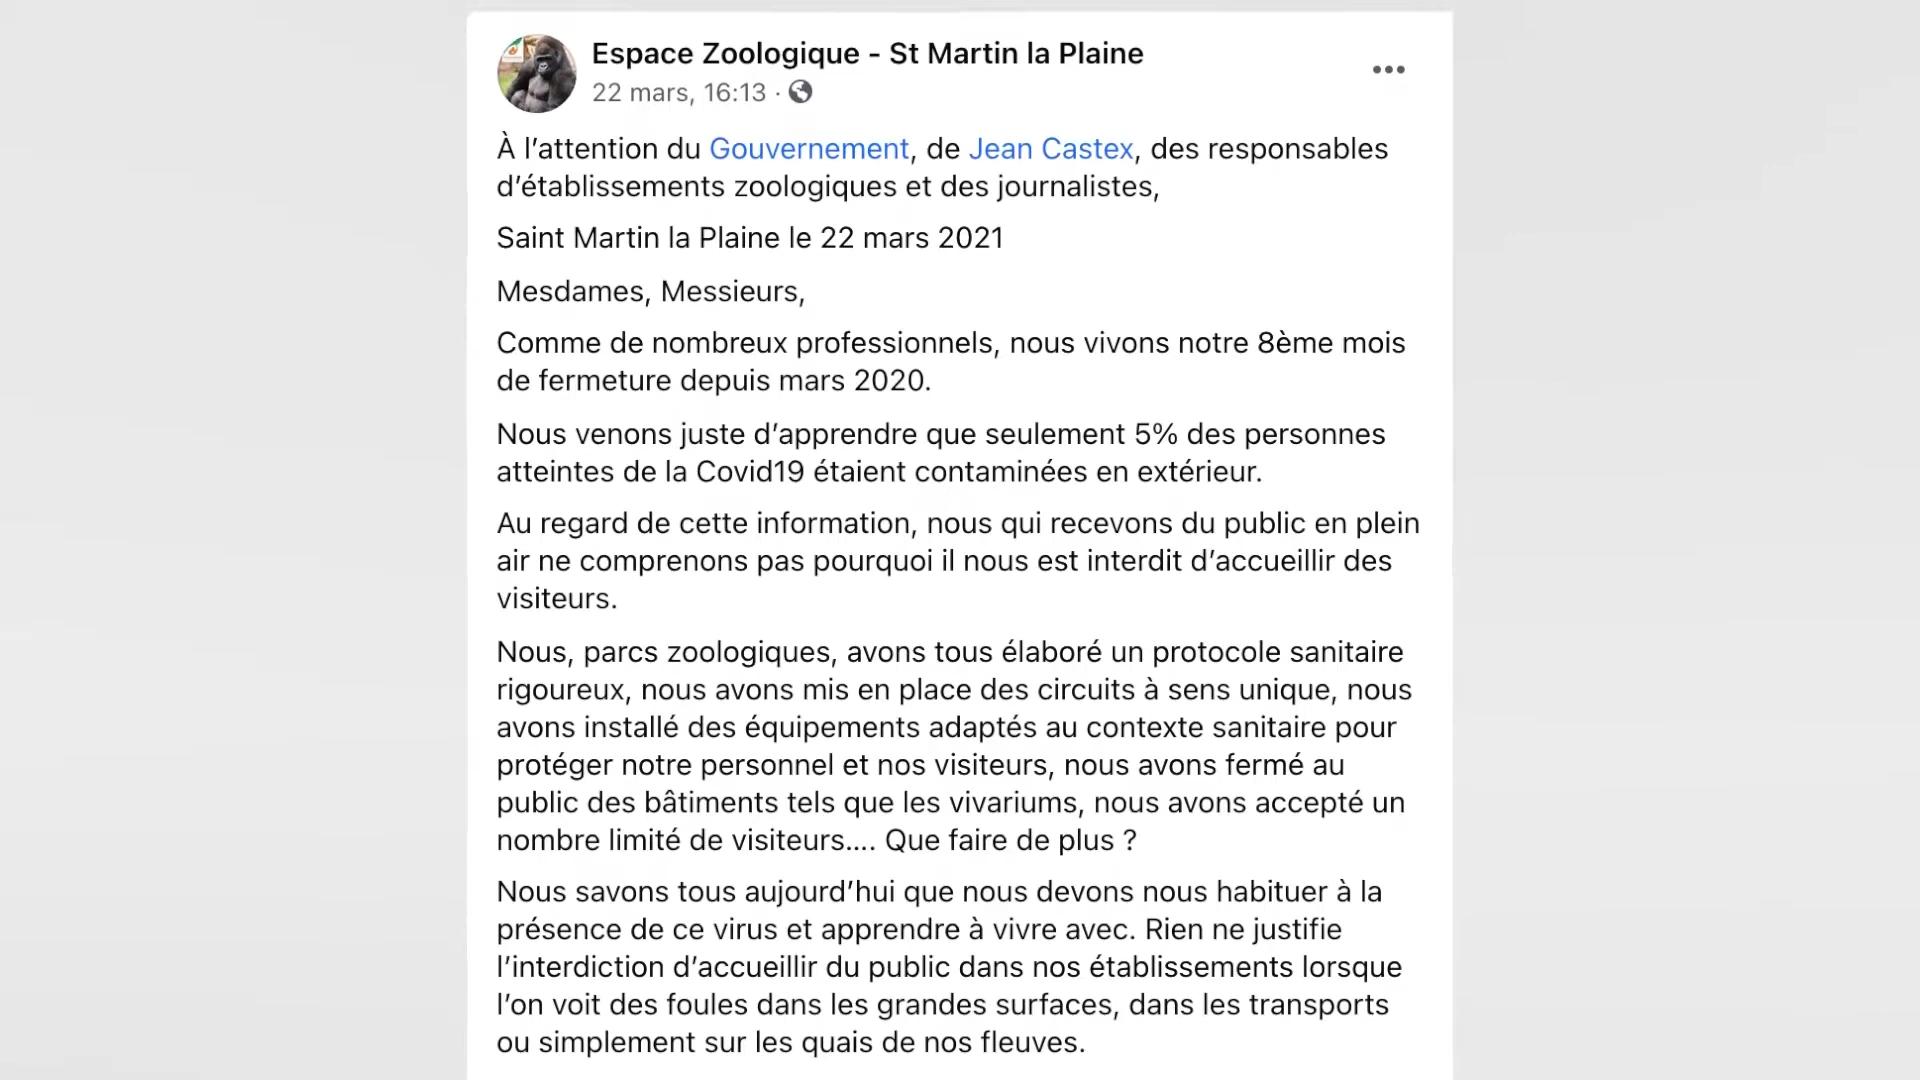 Espace Zoologique - St Martin la Plaine
22 mars, 16:13 ·
À l’attention du Gouvernement, de Jean Castex, des responsables
d’établissements zoologiques et des journalistes,
Saint Martin la Plaine le 22 mars 2021
Mesdames, Messieurs,
Comme de nombreux professionnels, nous vivons notre 8ème mois
de fermeture depuis mars 2020.
Nous venons juste d’apprendre que seulement 5% des personnes
atteintes de la Covid19 étaient contaminées en extérieur.
Au regard de cette information, nous qui recevons du public en plein
air ne comprenons pas pourquoi il nous est interdit d’accueillir des
visiteurs.
Nous, parcs zoologiques, avons tous élaboré un protocole sanitaire
rigoureux, nous avons mis en place des circuits à sens unique, nous
avons installé des équipements adaptés au contexte sanitaire pour
protéger notre personnel et nos visiteurs, nous avons fermé au
public des bâtiments tels que les vivariums, nous avons accepté un
nombre limité de visiteurs.... Que faire de plus ?
Nous savons tous aujourd’hui que nous devons nous habituer à la
présence de ce virus et apprendre à vivre avec. Rien ne justifie
l’interdiction d’accueillir du public dans nos établissements lorsque
l’on voit des foules dans les grandes surfaces, dans les transports
ou simplement sur les quais de nos fleuves.